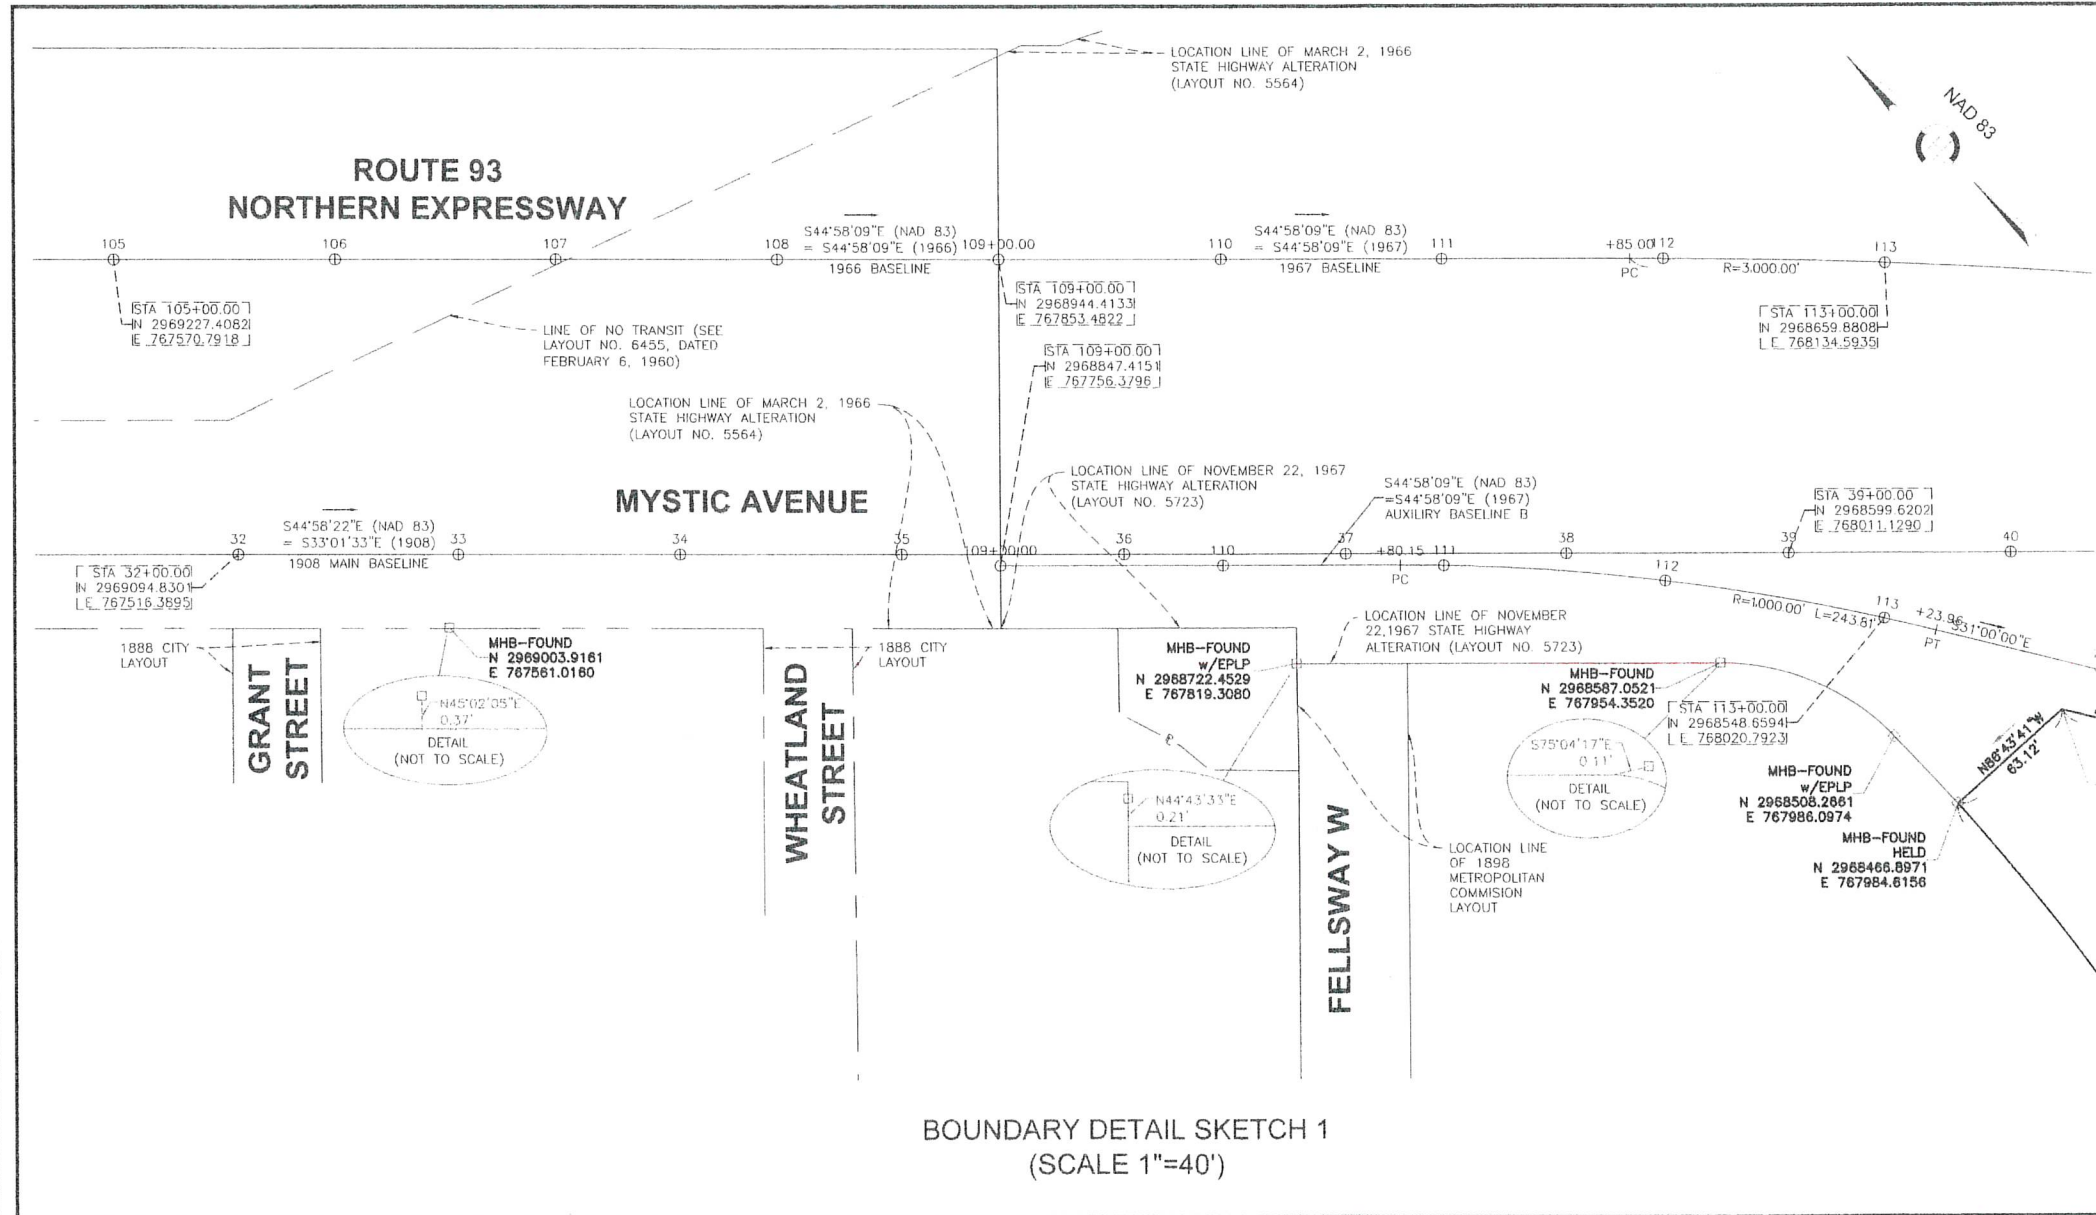 LOCATION LINE OF MARCH 2, 1966
STATE HIGHWAY ALTERATION
(LAYOUT NO. 5564)
NAD 83
ROUTE 93
NORTHERN EXPRESSWAY
S44°58'09"E (NAD 83)
= S44°58'09"E (1966)
1966 BASELINE
S44°58'09"E (NAD 83)
= S44°58'09"E (1967)
1967 BASELINE
105
106
107
108
109+00.00
110
111
+85.00
112
113
PC
R=3,000.00'
STA 105+00.00
N 2969227.4082
E 767570.7918
LINE OF NO TRANSIT (SEE
LAYOUT NO. 6455, DATED
FEBRUARY 6, 1960)
STA 109+00.00
N 2968944.4133
E 767853.4822
STA 113+00.00
N 2968659.8808
E 768134.5935
STA 109+00.00
N 2968847.4151
E 767756.3796
LOCATION LINE OF MARCH 2, 1966
STATE HIGHWAY ALTERATION
(LAYOUT NO. 5564)
MYSTIC AVENUE
LOCATION LINE OF NOVEMBER 22, 1967
STATE HIGHWAY ALTERATION
(LAYOUT NO. 5723)
S44°58'09"E (NAD 83)
=S44°58'09"E (1967)
AUXILIRY BASELINE B
STA 39+00.00
N 2968599.6202
E 768011.1290
S44°58'22"E (NAD 83)
= S33°01'33"E (1908)
1908 MAIN BASELINE
32
33
34
35
109+00.00
36
110
37
+80.15
111
PC
38
112
39
40
STA 32+00.00
N 2969094.8301
E 767516.3895
R=1,000.00'
L=243.81'
113
+23.96
PT
S31°00'00"E
1888 CITY
LAYOUT
GRANT
STREET
MHB-FOUND
N 2969003.9161
E 767561.0160
N45°02'05"E
0.37'
DETAIL
(NOT TO SCALE)
WHEATLAND
STREET
1888 CITY
LAYOUT
MHB-FOUND
w/EPLP
N 2968722.4529
E 767819.3080
N44°43'33"E
0.21'
DETAIL
(NOT TO SCALE)
FELLSWAY W
LOCATION LINE OF NOVEMBER
22,1967 STATE HIGHWAY
ALTERATION (LAYOUT NO. 5723)
MHB-FOUND
N 2968587.0521
E 767954.3520
STA 113+00.00
N 2968548.6594
E 768020.7923
S75°04'17"E
0.11'
DETAIL
(NOT TO SCALE)
MHB-FOUND
w/EPLP
N 2968508.2661
E 767986.0974
MHB-FOUND
HELD
N 2968466.8971
E 767984.6156
N86°43'41"W
63.12'
LOCATION LINE
OF 1898
METROPOLITAN
COMMISION
LAYOUT
BOUNDARY DETAIL SKETCH 1
(SCALE 1"=40')